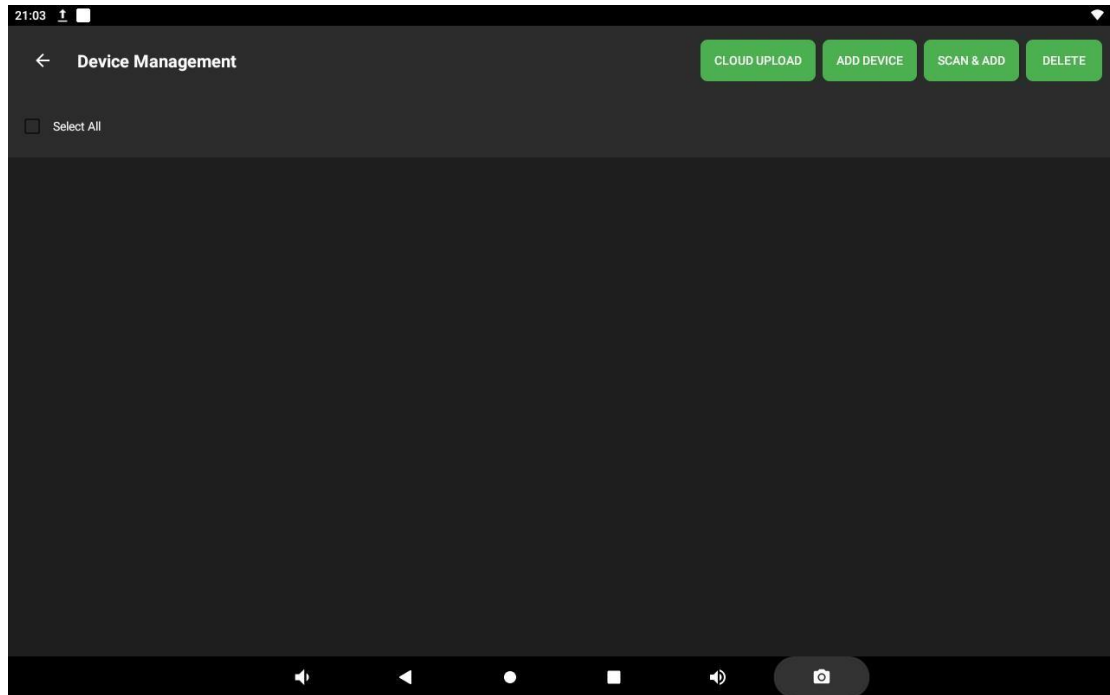 21:03
Device Management
CLOUD UPLOAD
ADD DEVICE
SCAN & ADD
DELETE
Select All